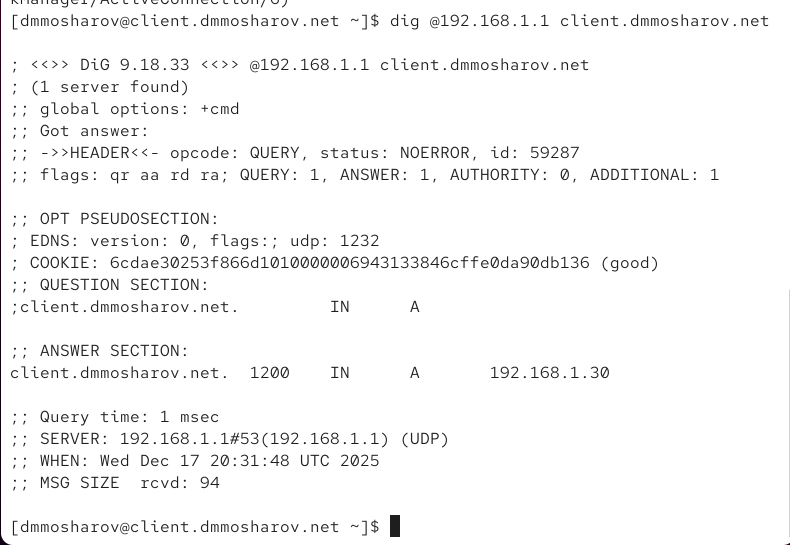 kManager/ActiveConnection/6)
[dmmosharov@client.dmmosharov.net ~]$ dig @192.168.1.1 client.dmmosharov.net

; <<>> DiG 9.18.33 <<>> @192.168.1.1 client.dmmosharov.net
; (1 server found)
;; global options: +cmd
;; Got answer:
;; ->>HEADER<<- opcode: QUERY, status: NOERROR, id: 59287
;; flags: qr aa rd ra; QUERY: 1, ANSWER: 1, AUTHORITY: 0, ADDITIONAL: 1

;; OPT PSEUDOSECTION:
; EDNS: version: 0, flags:; udp: 1232
; COOKIE: 6cdae30253f866d1010000006943133846cffe0da90db136 (good)
;; QUESTION SECTION:
;client.dmmosharov.net.         IN      A

;; ANSWER SECTION:
client.dmmosharov.net.  1200    IN      A       192.168.1.30

;; Query time: 1 msec
;; SERVER: 192.168.1.1#53(192.168.1.1) (UDP)
;; WHEN: Wed Dec 17 20:31:48 UTC 2025
;; MSG SIZE  rcvd: 94

[dmmosharov@client.dmmosharov.net ~]$